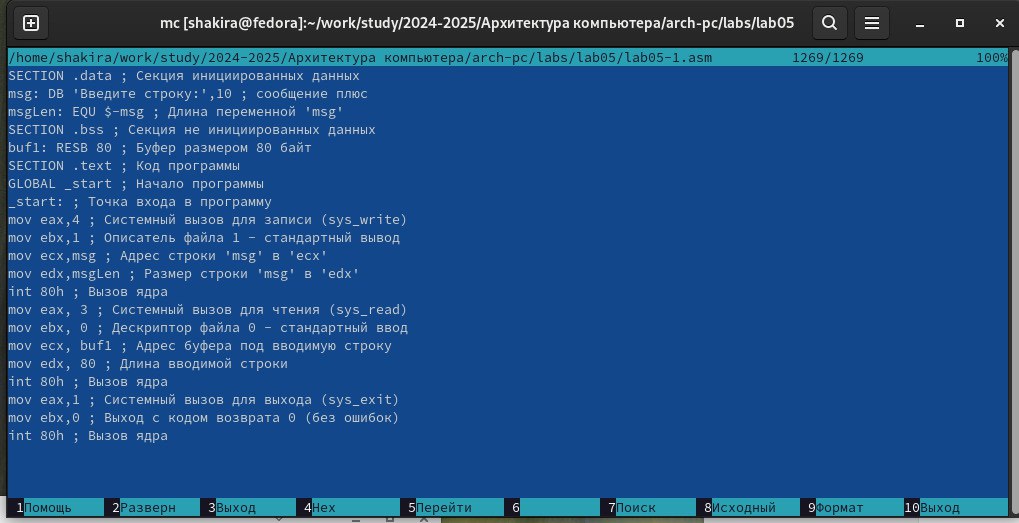 mc [shakira@fedora]:~/work/study/2024-2025/Архитектура компьютера/arch-pc/labs/lab05
/home/shakira/work/study/2024-2025/Архитектура компьютера/arch-pc/labs/lab05/lab05-1.asm 1269/1269 100%
SECTION .data ; Секция инициированных данных
msg: DB 'Введите строку:',10 ; сообщение плюс
msgLen: EQU $-msg ; Длина переменной 'msg'
SECTION .bss ; Секция не инициированных данных
buf1: RESB 80 ; Буфер размером 80 байт
SECTION .text ; Код программы
GLOBAL _start ; Начало программы
_start: ; Точка входа в программу
mov eax,4 ; Системный вызов для записи (sys_write)
mov ebx,1 ; Описатель файла 1 - стандартный вывод
mov ecx,msg ; Адрес строки 'msg' в 'ecx'
mov edx,msgLen ; Размер строки 'msg' в 'edx'
int 80h ; Вызов ядра
mov eax, 3 ; Системный вызов для чтения (sys_read)
mov ebx, 0 ; Дескриптор файла 0 - стандартный ввод
mov ecx, buf1 ; Адрес буфера под вводимую строку
mov edx, 80 ; Длина вводимой строки
int 80h ; Вызов ядра
mov eax,1 ; Системный вызов для выхода (sys_exit)
mov ebx,0 ; Выход с кодом возврата 0 (без ошибок)
int 80h ; Вызов ядра
1Помощь 2Разверн 3Выход 4Hex 5Перейти 6 7Поиск 8Исходный 9Формат 10Выход